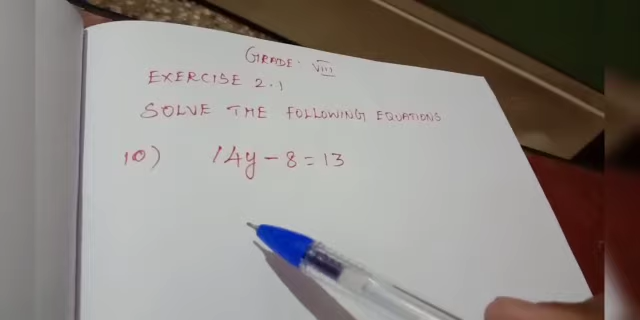 GRADE: VIII
EXERCISE 2.1
SOLVE THE FOLLOWING EQUATIONS
10) 14y - 8 = 13